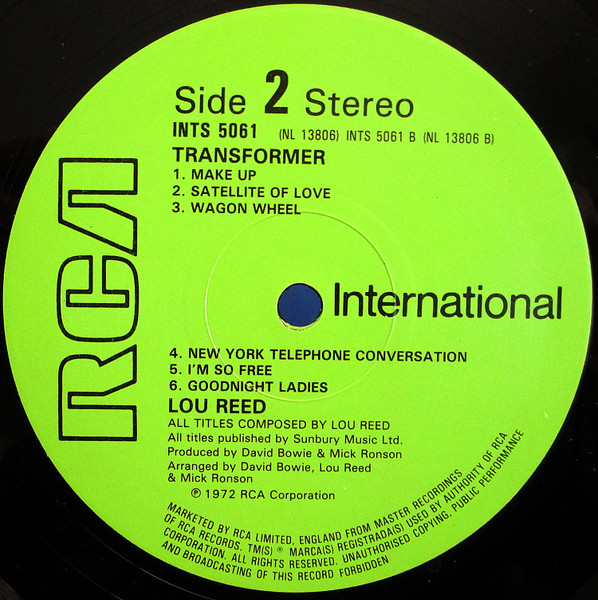 Side 2 Stereo
INTS 5061 (NL 13806) INTS 5061 B (NL 13806 B)
TRANSFORMER
1. MAKE UP
2. SATELLITE OF LOVE
3. WAGON WHEEL
RCA
International
4. NEW YORK TELEPHONE CONVERSATION
5. I'M SO FREE
6. GOODNIGHT LADIES
LOU REED
ALL TITLES COMPOSED BY LOU REED
All titles published by Sunbury Music Ltd.
Produced by David Bowie & Mick Ronson
Arranged by David Bowie, Lou Reed
& Mick Ronson
℗ 1972 RCA Corporation
MARKETED BY RCA LIMITED, ENGLAND FROM MASTER RECORDINGS
OF RCA RECORDS. TM(S) ® MARCA(S) REGISTRADA(S) USED BY AUTHORITY OF RCA
CORPORATION. ALL RIGHTS RESERVED. UNAUTHORISED COPYING, PUBLIC PERFORMANCE
AND BROADCASTING OF THIS RECORD FORBIDDEN